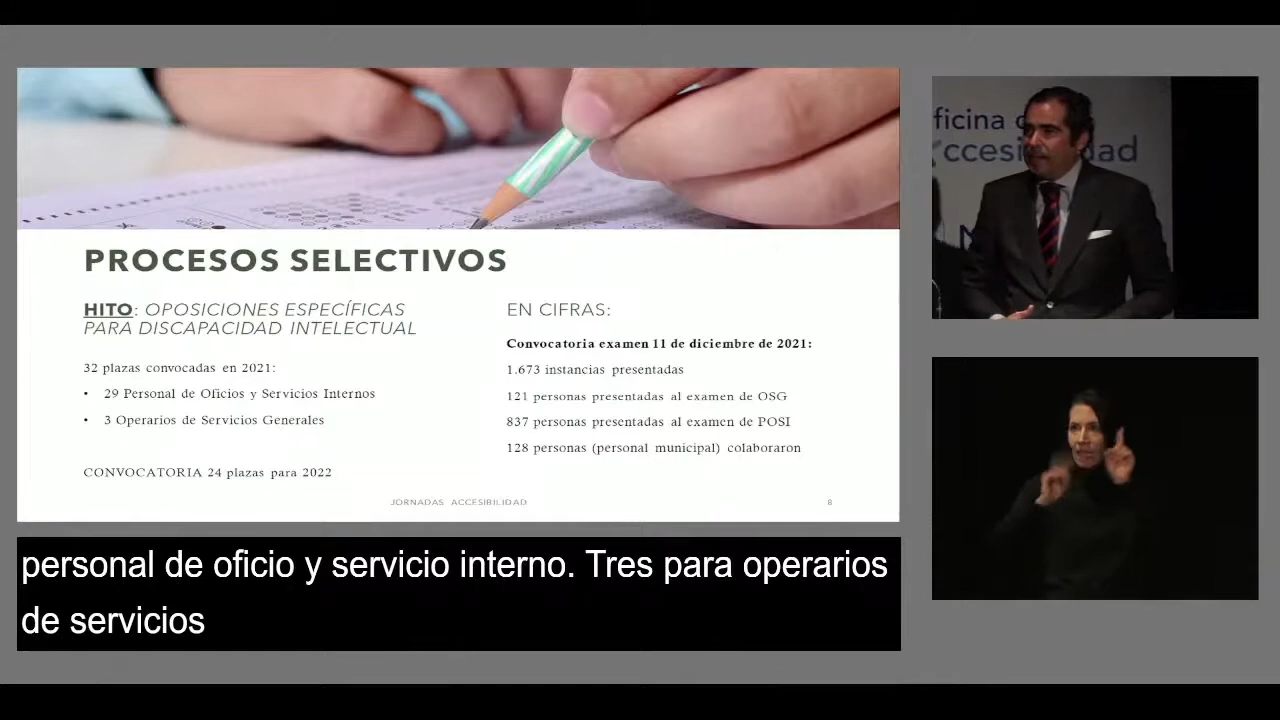 PROCESOS SELECTIVOS
HITO: OPOSICIONES ESPECÍFICAS
PARA DISCAPACIDAD INTELECTUAL
32 plazas convocadas en 2021:
• 29 Personal de Oficios y Servicios Internos
• 3 Operarios de Servicios Generales
CONVOCATORIA 24 plazas para 2022
EN CIFRAS:
Convocatoria examen 11 de diciembre de 2021:
1.673 instancias presentadas
121 personas presentadas al examen de OSG
837 personas presentadas al examen de POSI
128 personas (personal municipal) colaboraron
JORNADAS ACCESIBILIDAD
8
personal de oficio y servicio interno. Tres para operarios
de servicios